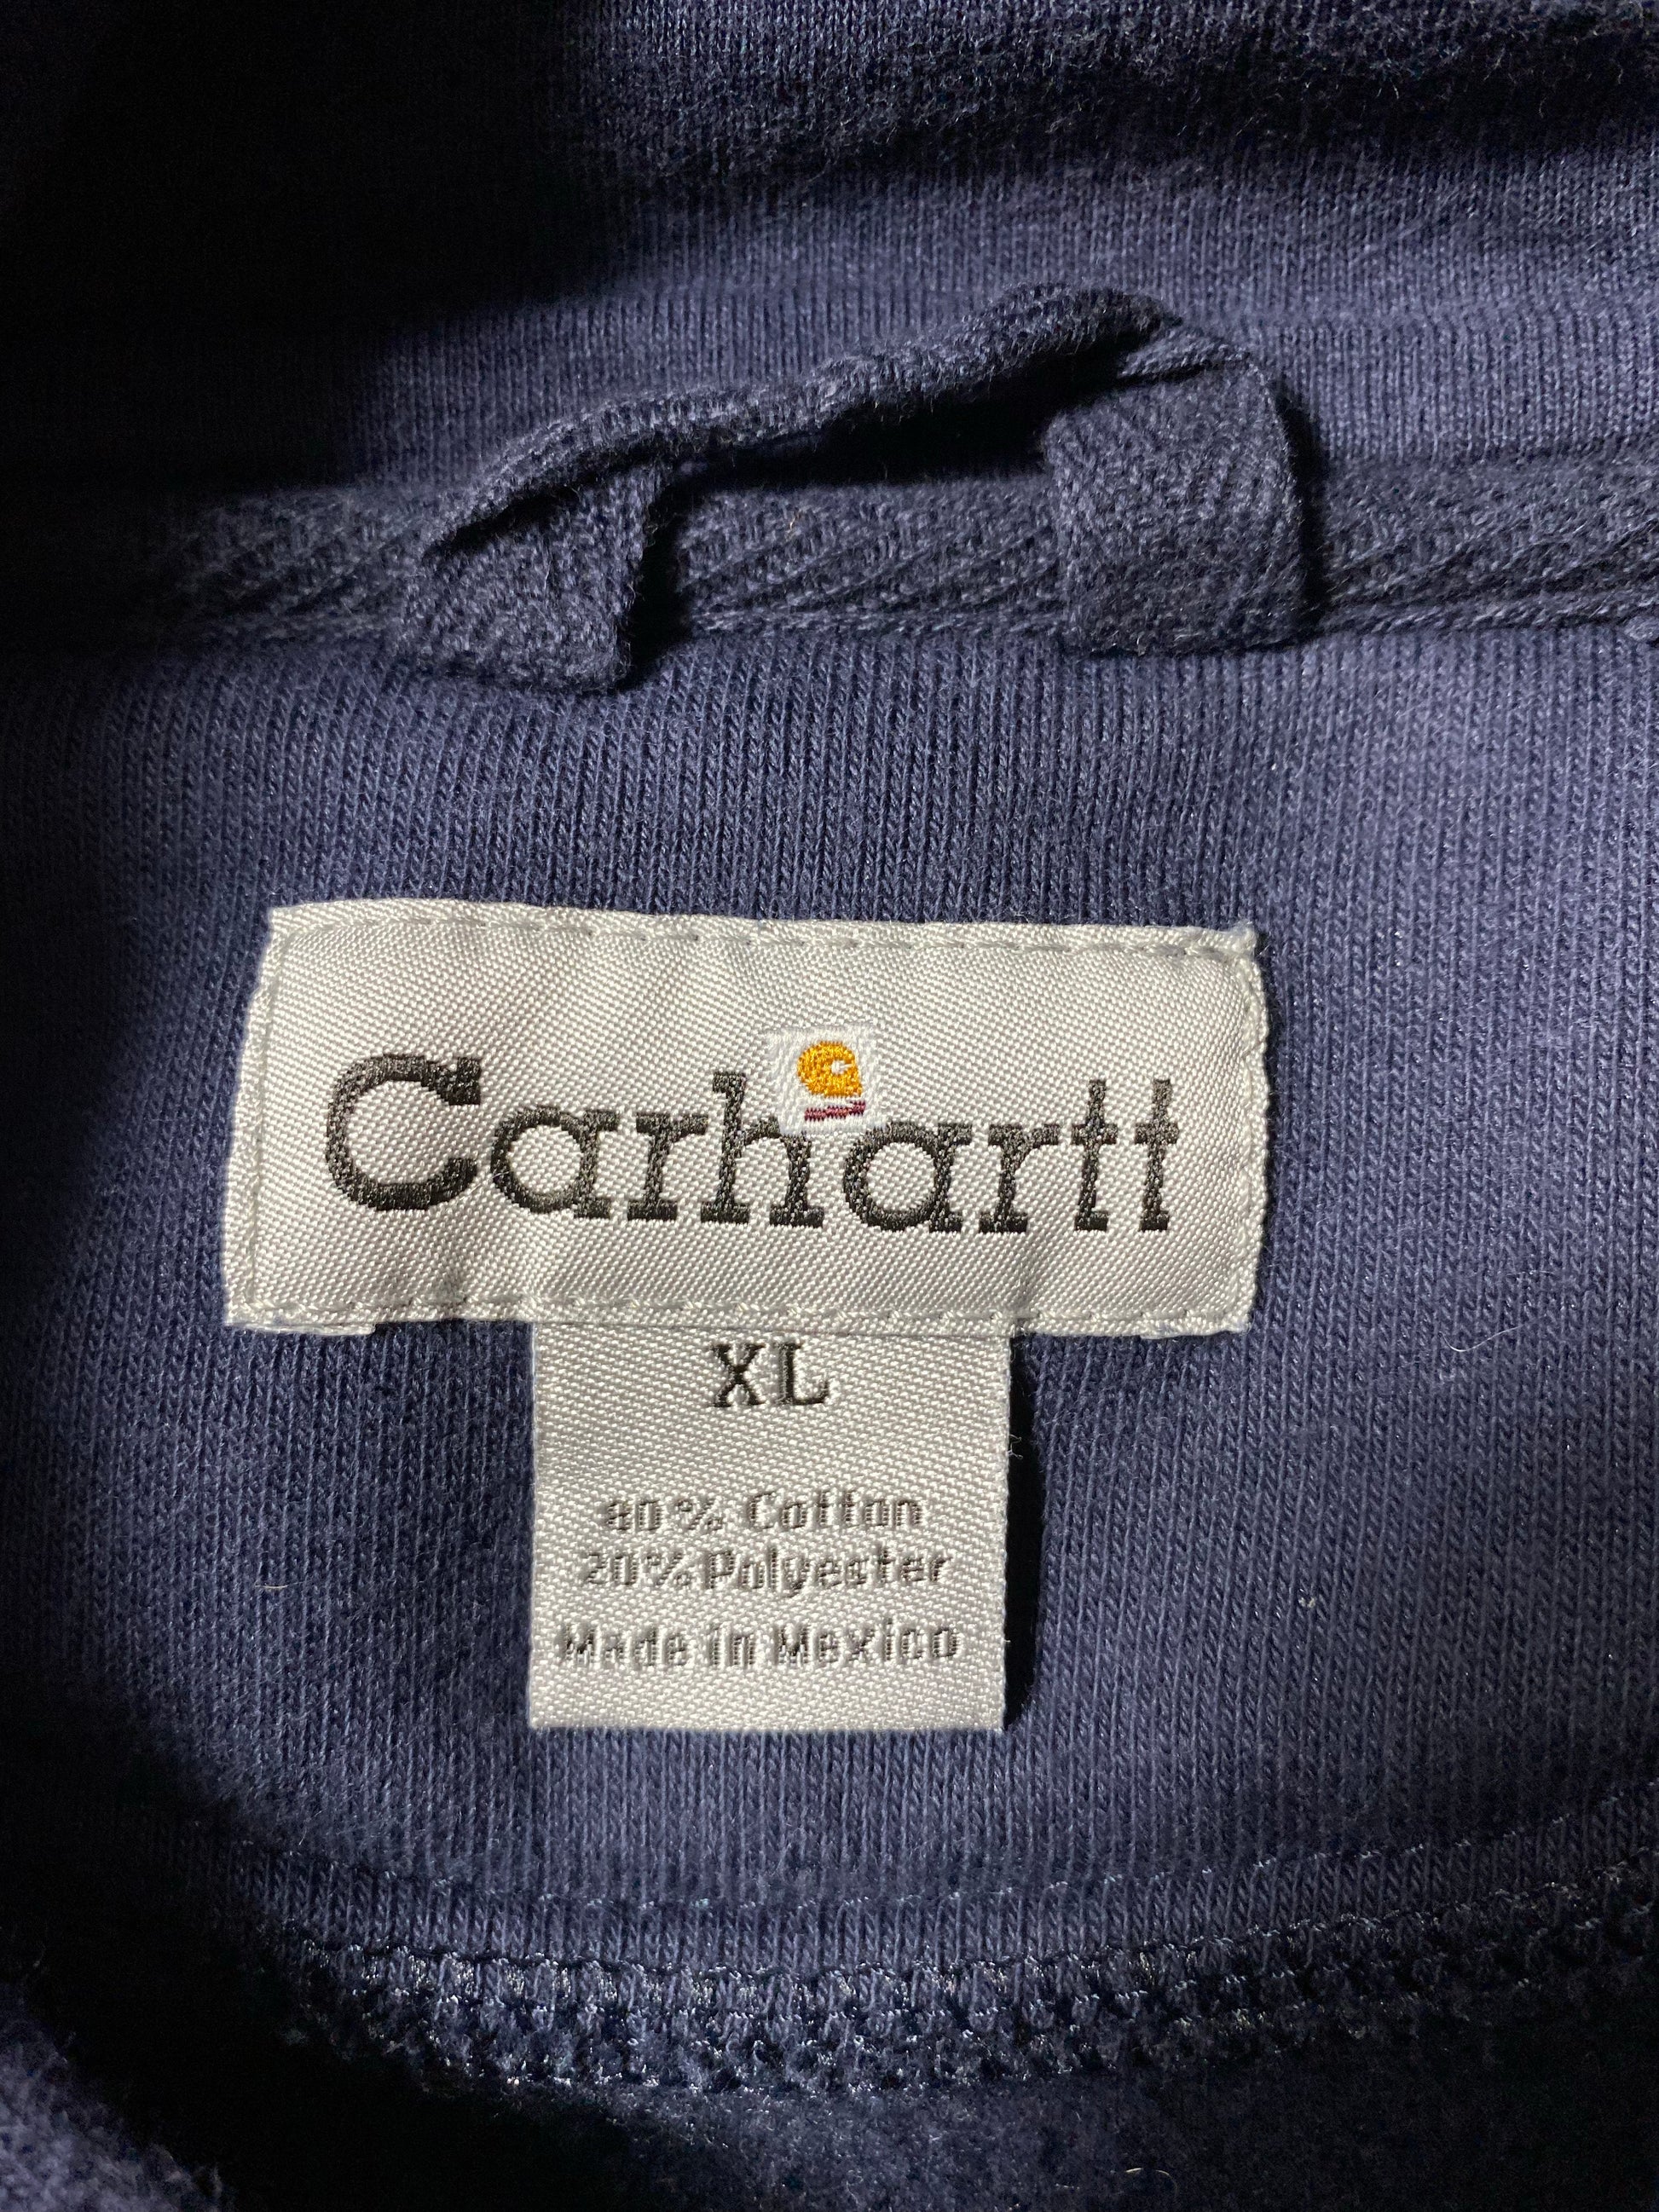 Carhartt
XL
80% Cotton
20% Polyester
Made in Mexico